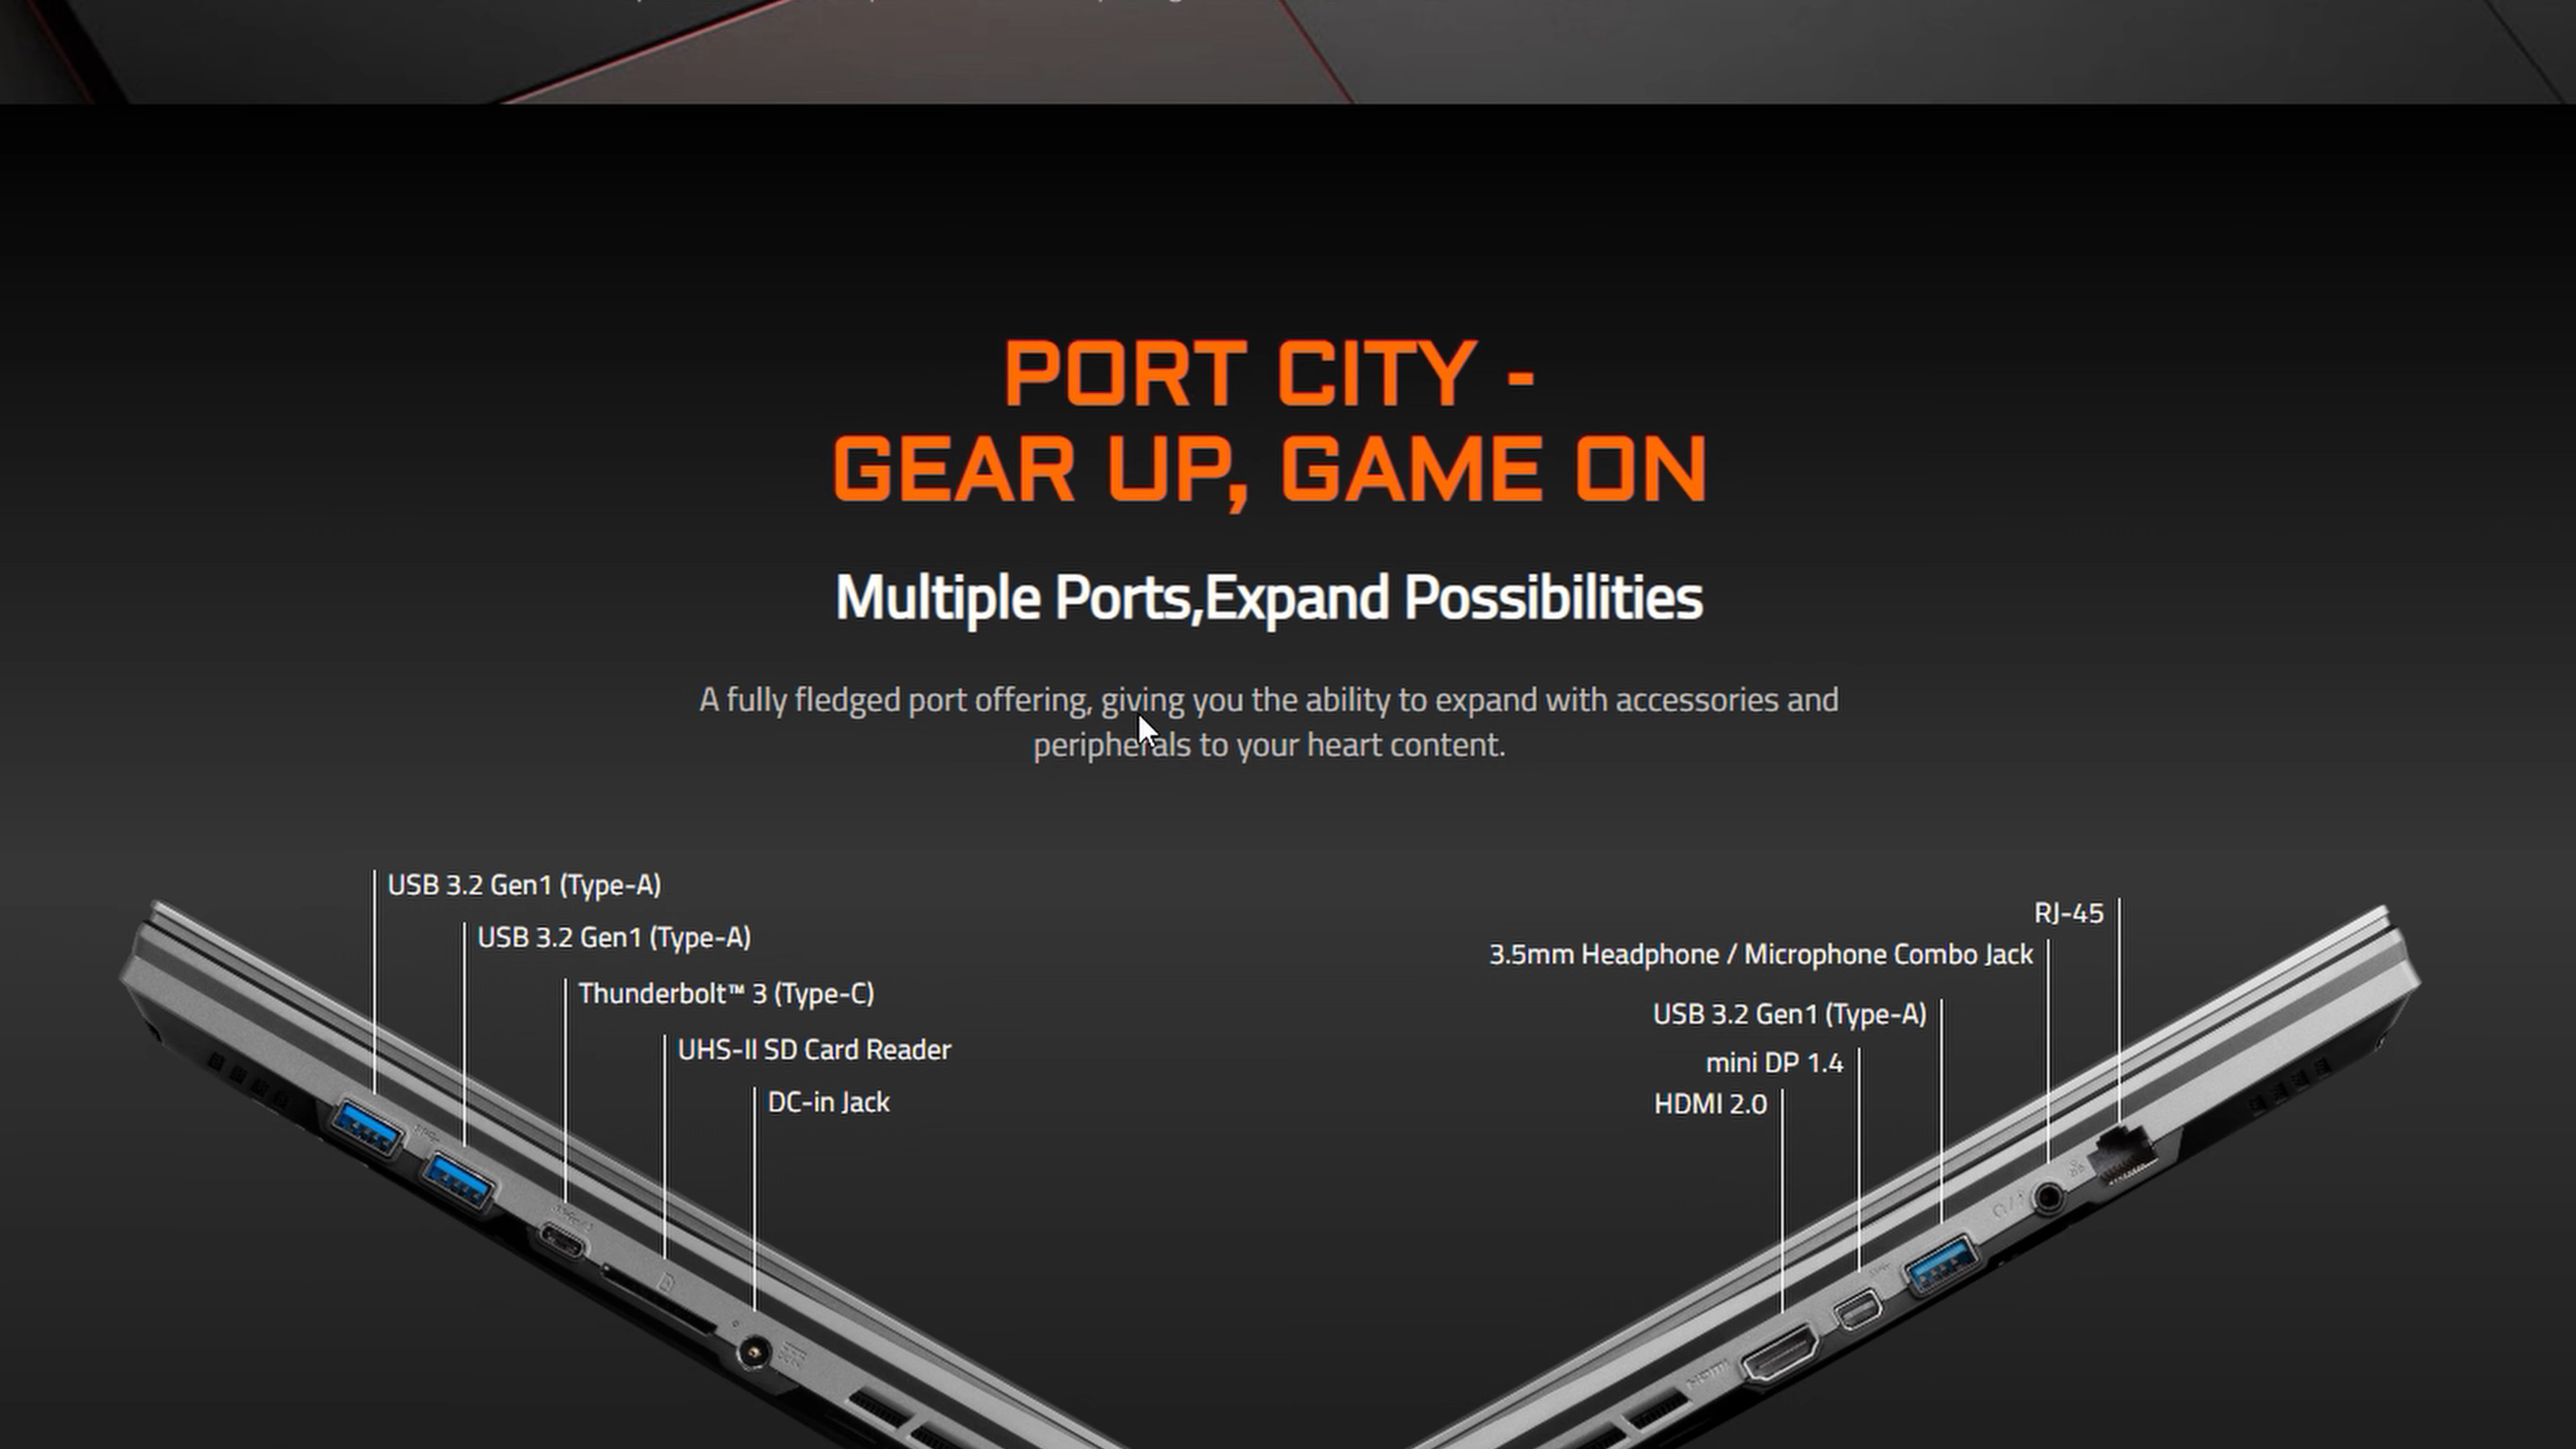 PORT CITY -
GEAR UP, GAME ON
Multiple Ports,Expand Possibilities
A fully fledged port offering, giving you the ability to expand with accessories and
peripherals to your heart content.
USB 3.2 Gen1 (Type-A)
USB 3.2 Gen1 (Type-A)
Thunderbolt™ 3 (Type-C)
UHS-II SD Card Reader
DC-in Jack
RJ-45
3.5mm Headphone / Microphone Combo Jack
USB 3.2 Gen1 (Type-A)
mini DP 1.4
HDMI 2.0
HDMI